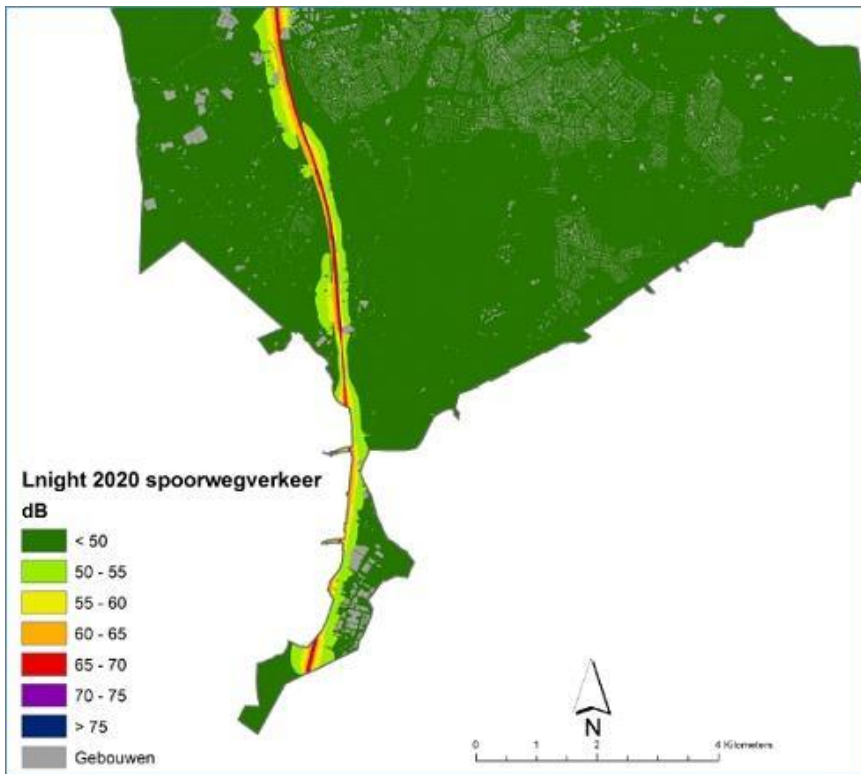 Lnight 2020 spoorwegverkeer
dB
< 50
50 - 55
55 - 60
60 - 65
65 - 70
70 - 75
> 75
Gebouwen
N
0 1 2 4 Kilometers